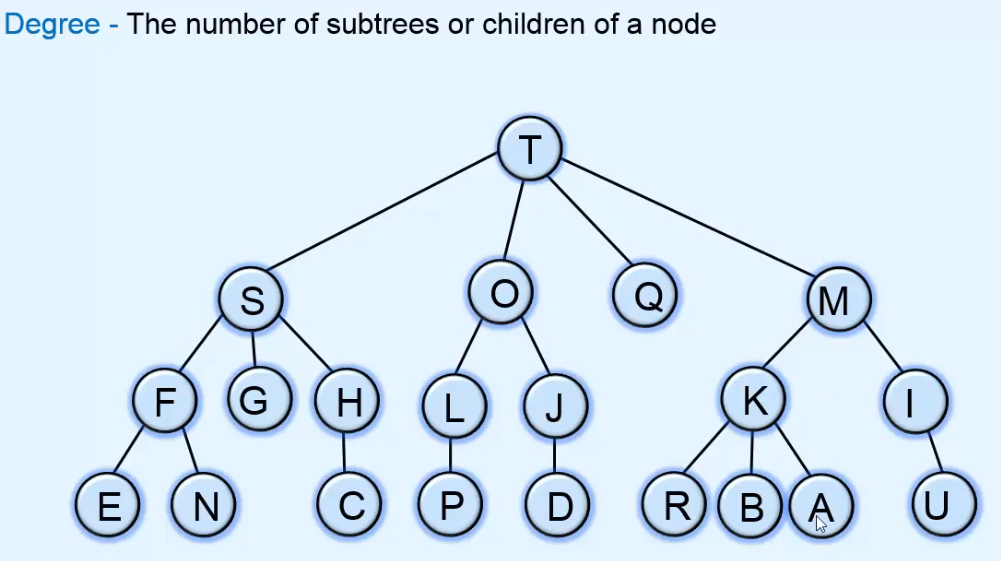 Degree - The number of subtrees or children of a node
T
S O Q M
F G H L J K I
E N C P D R B A U